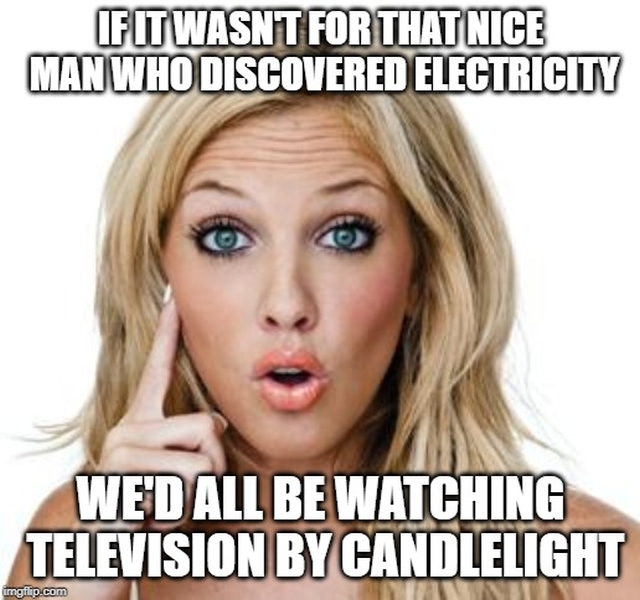 IF IT WASN'T FOR THAT NICE
MAN WHO DISCOVERED ELECTRICITY
WE'D ALL BE WATCHING
TELEVISION BY CANDLELIGHT
imgflip.com